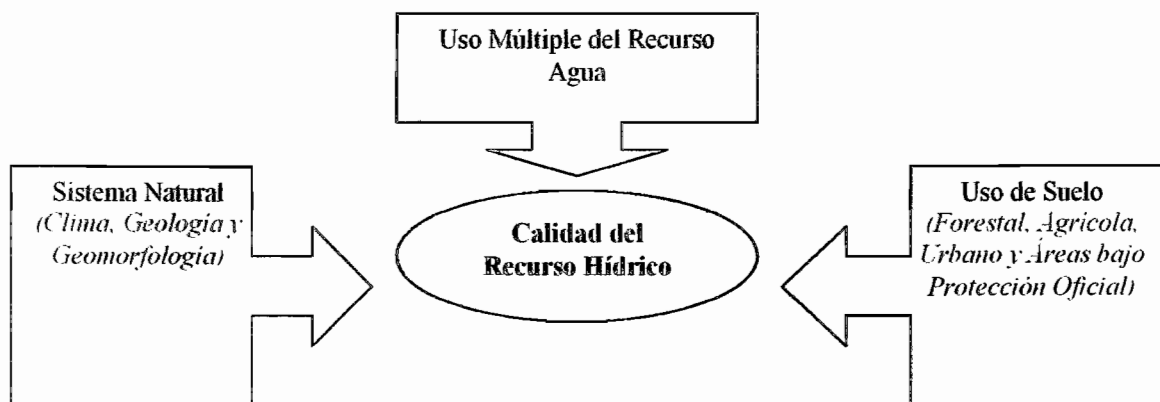 Uso Múltiple del Recurso
Agua
Sistema Natural
(Clima, Geología y
Geomorfología)
Calidad del
Recurso Hídrico
Uso de Suelo
(Forestal, Agrícola,
Urbano y Áreas bajo
Protección Oficial)